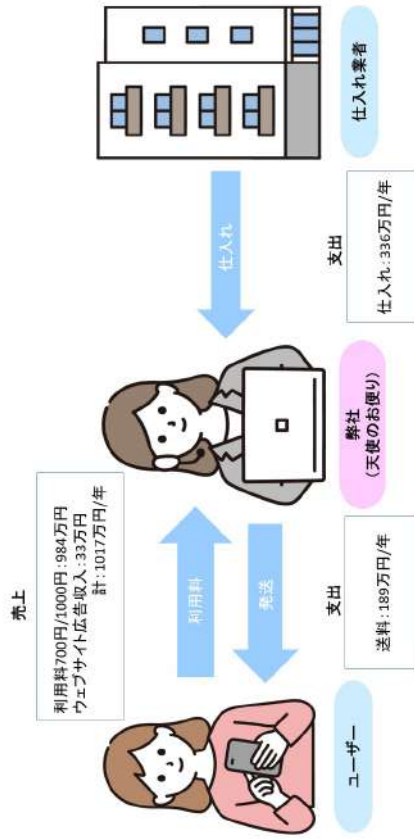 売上
利用料700円/1000円:984万円
ウェブサイト広告収入:33万円
計:1017万円/年
利用料
発送
仕入れ
ユーザー
支出
送料:189万円/年
弊社
(天使のお便り)
支出
仕入れ:336万円/年
仕入れ業者